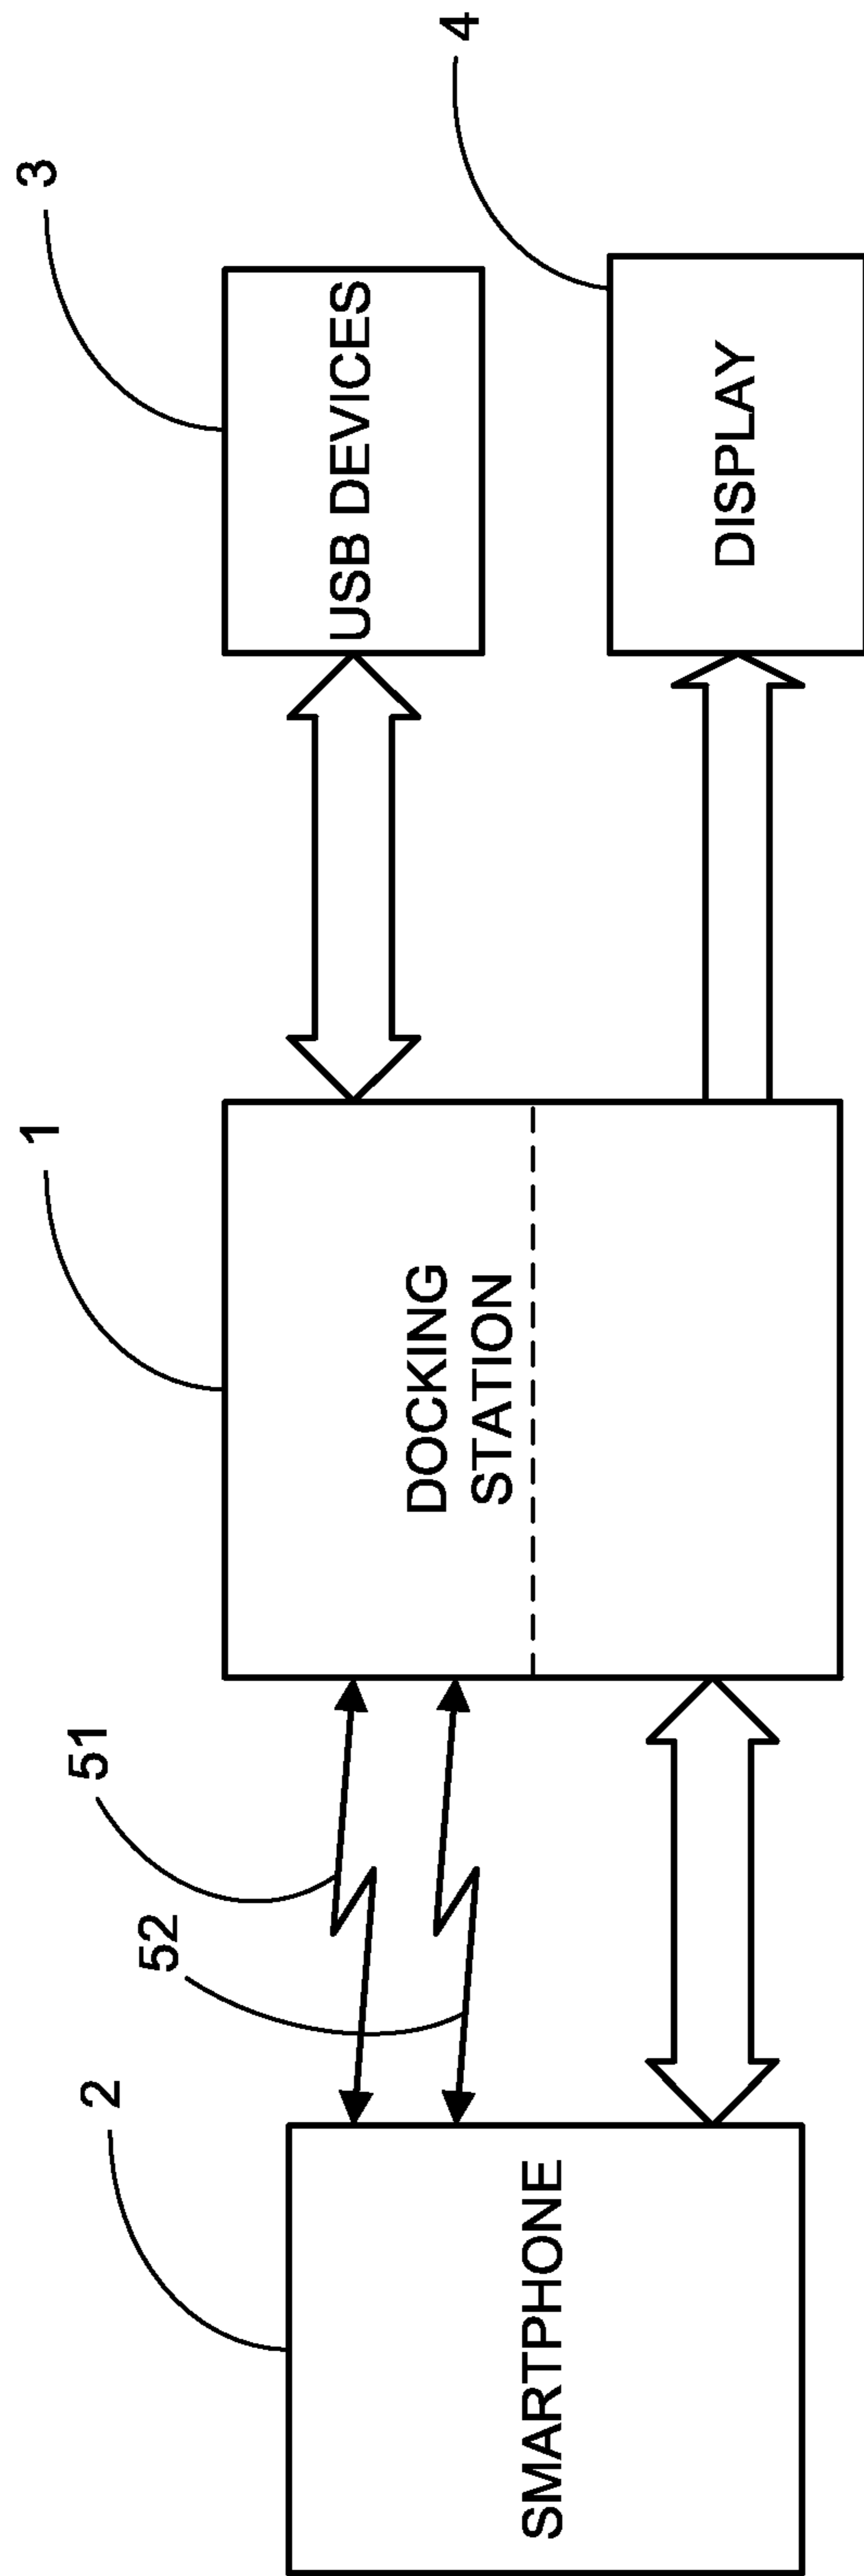 1
3
51
52
2
4
DOCKING
STATION
USB DEVICES
SMARTPHONE
DISPLAY